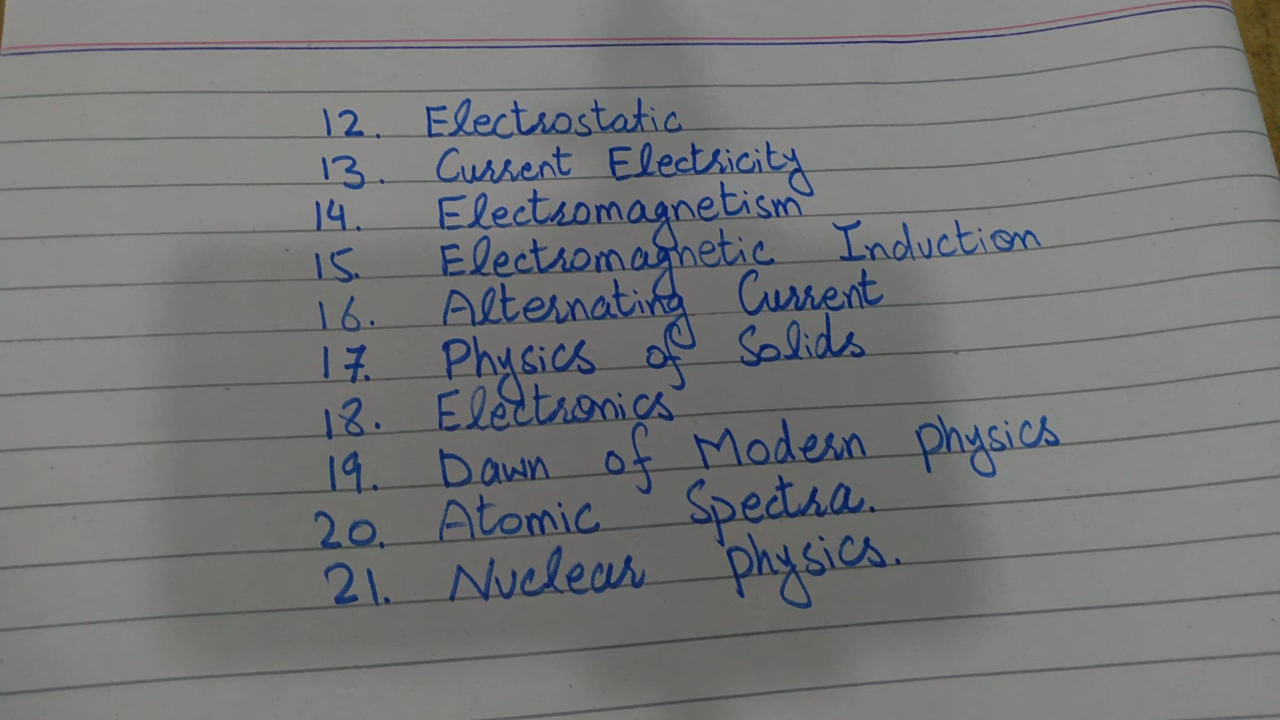 12. Electrostatic
13. Current Electricity
14. Electromagnetism
15. Electromagnetic Induction
16. Alternating Current
17. Physics of Solids
18. Electronics
19. Dawn of Modern physics
20. Atomic Spectra.
21. Nuclear physics.